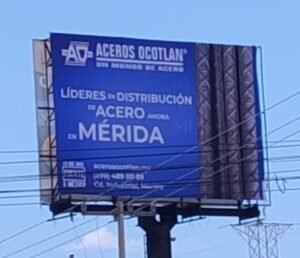 AO ACEROS OCOTLAN®
UN MUNDO DE ACERO
LÍDERES EN DISTRIBUCIÓN
DE ACERO AHORA
EN MÉRIDA
acerosocotlan.mx
Cd. Industrial, Mérida